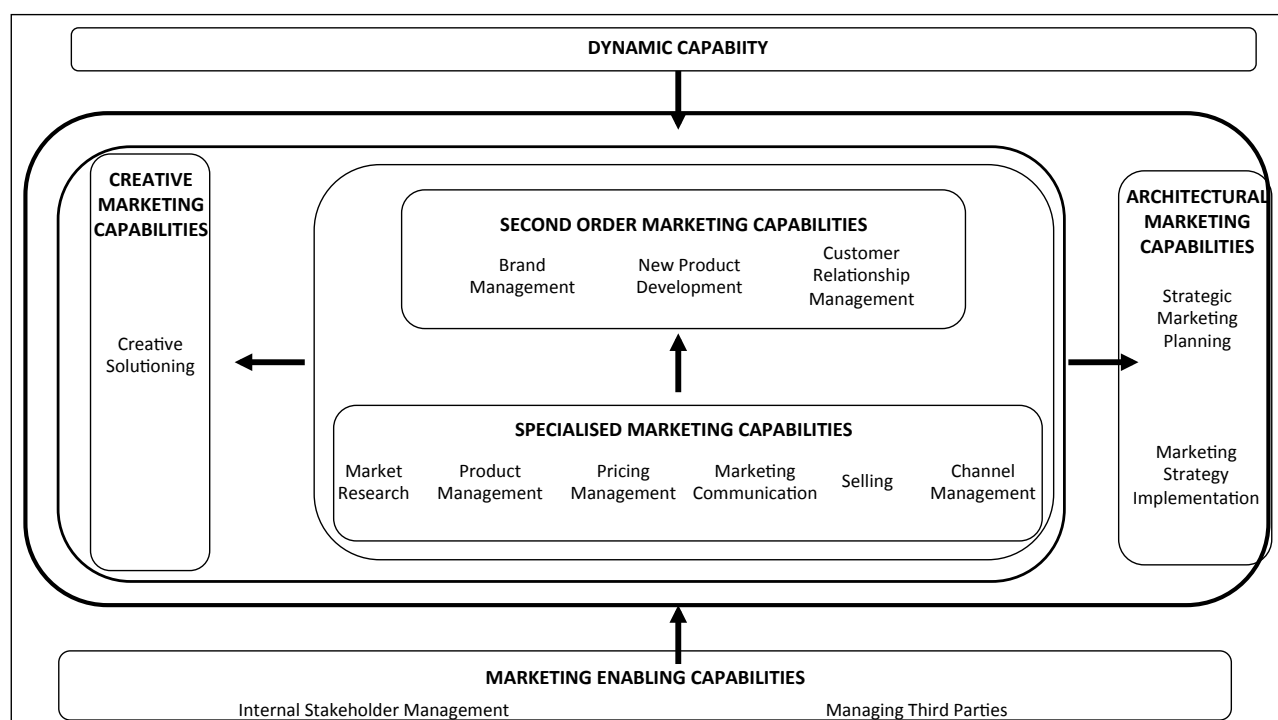 DYNAMIC CAPABIITY
CREATIVE
MARKETING
CAPABILITIES
Creative
Solutioning
SECOND ORDER MARKETING CAPABILITIES
Brand
Management
New Product
Development
Customer
Relationship
Management
SPECIALISED MARKETING CAPABILITIES
Market
Research
Product
Management
Pricing
Management
Marketing
Communication
Selling
Channel
Management
ARCHITECTURAL
MARKETING
CAPABILITIES
Strategic
Marketing
Planning
Marketing
Strategy
Implementation
MARKETING ENABLING CAPABILITIES
Internal Stakeholder Management
Managing Third Parties